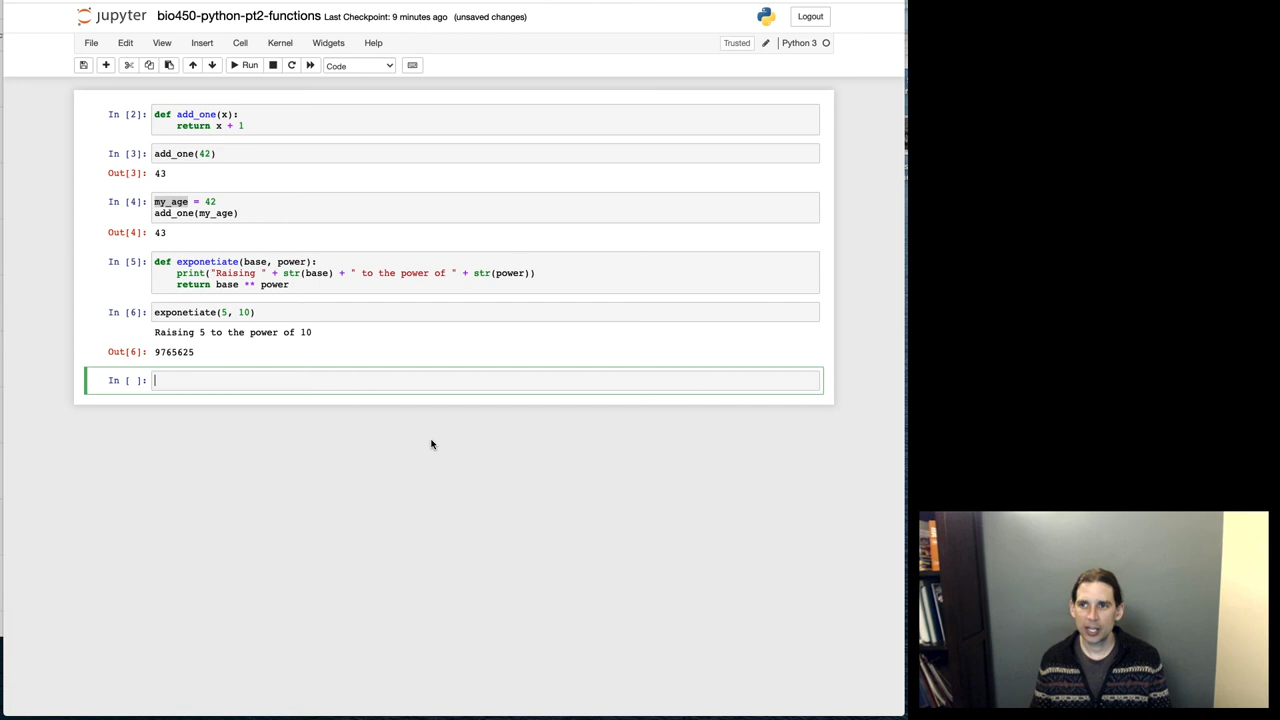 jupyter bio450-python-pt2-functions Last Checkpoint: 9 minutes ago (unsaved changes) Logout
File Edit View Insert Cell Kernel Widgets Help Trusted Python 3
Run Code
In [2]: def add_one(x):
return x + 1
In [3]: add_one(42)
Out[3]: 43
In [4]: my_age = 42
add_one(my_age)
Out[4]: 43
In [5]: def exponetiate(base, power):
print("Raising " + str(base) + " to the power of " + str(power))
return base ** power
In [6]: exponetiate(5, 10)
Raising 5 to the power of 10
Out[6]: 9765625
In [ ]: